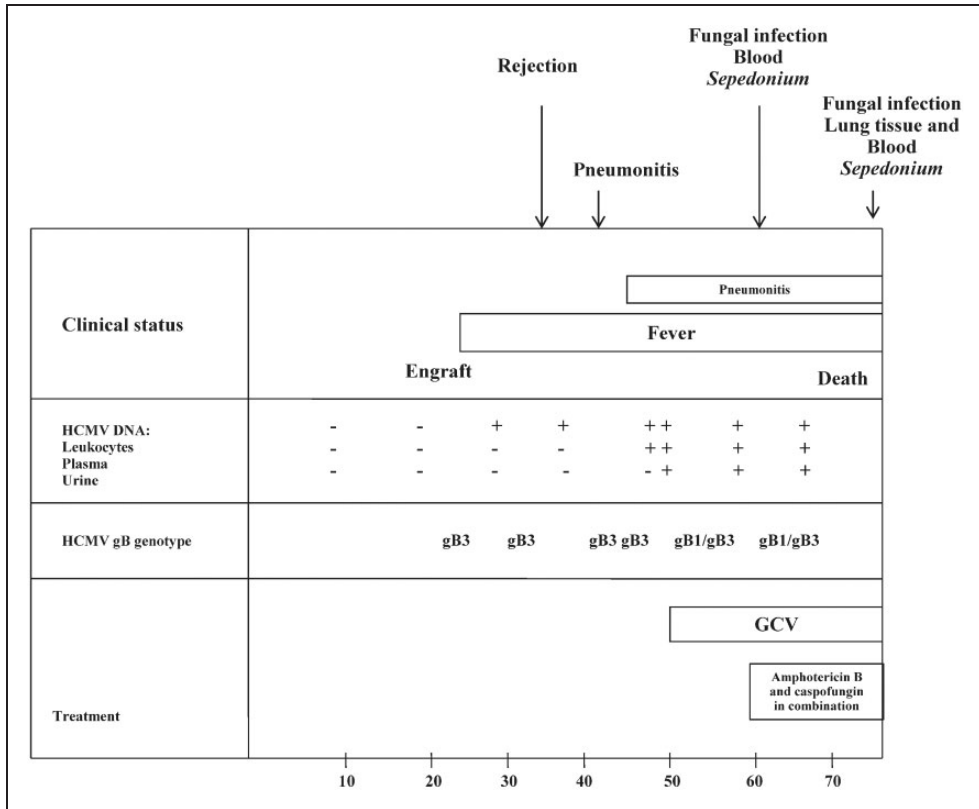 Rejection
Pneumonitis
Fungal infection
Blood
Sepedonium
Fungal infection
Lung tissue and
Blood
Sepedonium
Clinical status
Pneumonitis
Fever
Engraft
Death
HCMV DNA:
Leukocytes
Plasma
Urine
- - + + + + + +
- - - - + + + +
- - - - - + + +
HCMV gB genotype
gB3 gB3 gB3 gB3 gB1/gB3 gB1/gB3
Treatment
GCV
Amphotericin B
and caspofungin
in combination
10 20 30 40 50 60 70